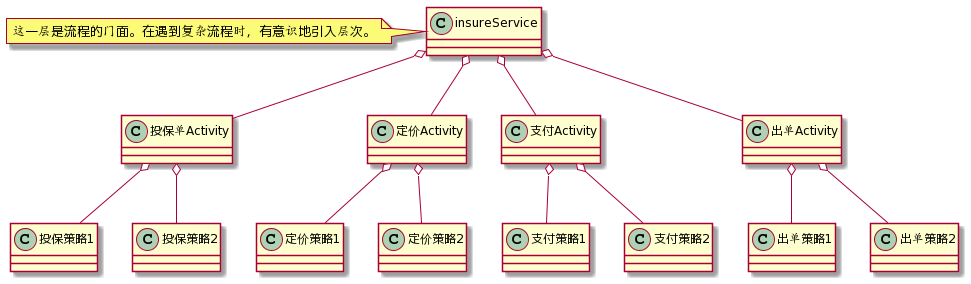 insureService
这一层是流程的门面。在遇到复杂流程时，有意识地引入层次。
投保单Activity
定价Activity
支付Activity
出单Activity
投保策略1
投保策略2
定价策略1
定价策略2
支付策略1
支付策略2
出单策略1
出单策略2